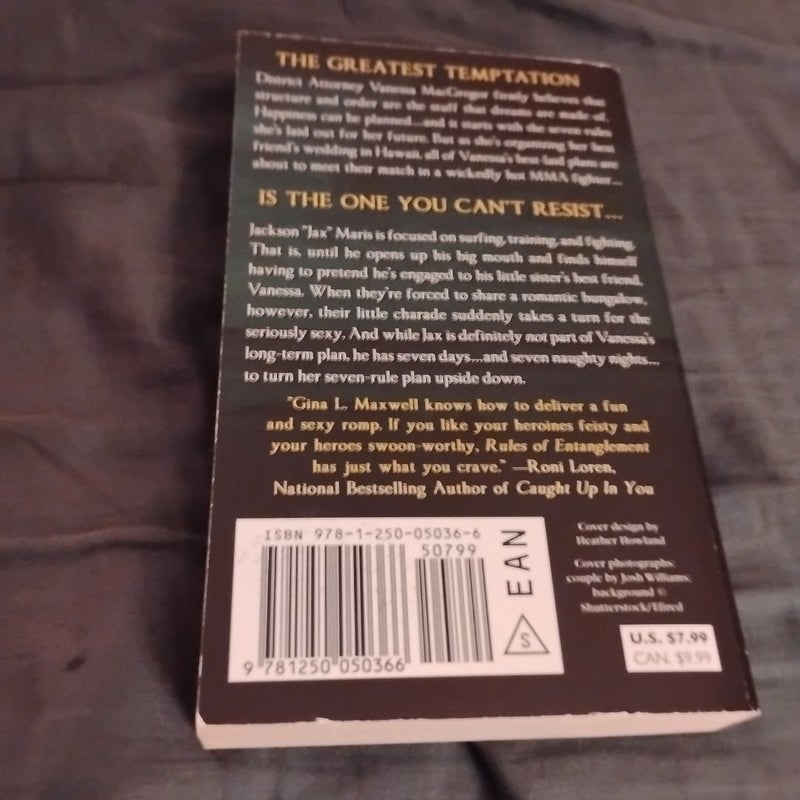 THE GREATEST TEMPTATION
District Attorney Vanessa MacGregor firmly believes that
structure and order are the stuff that dreams are made of.
Happiness can be planned...and it starts with the seven rules
she's laid out for her future. But as she's organizing her best
friend's wedding in Hawaii, all of Vanessa's best-laid plans are
about to meet their match in a wickedly hot MMA fighter...
IS THE ONE YOU CAN'T RESIST...
Jackson "Jax" Maris is focused on surfing, training, and fighting.
That is, until he opens up his big mouth and finds himself
having to pretend he's engaged to his little sister's best friend,
Vanessa. When they're forced to share a romantic bungalow,
however, their little charade suddenly takes a turn for the
seriously sexy. And while Jax is definitely not part of Vanessa's
long-term plan, he has seven days...and seven naughty nights...
to turn her seven-rule plan upside down.
"Gina L. Maxwell knows how to deliver a fun
and sexy romp. If you like your heroines feisty and
your heroes swoon-worthy, Rules of Entanglement
has just what you crave." —Roni Loren,
National Bestselling Author of Caught Up In You
ISBN 978-1-250-05036-6
50799
EAN
9 781250 050366
S
Cover design by
Heather Howland
Cover photographs:
couple by Josh Williams;
background ©
Shutterstock/Elfred
U.S. $7.99
CAN. $9.99